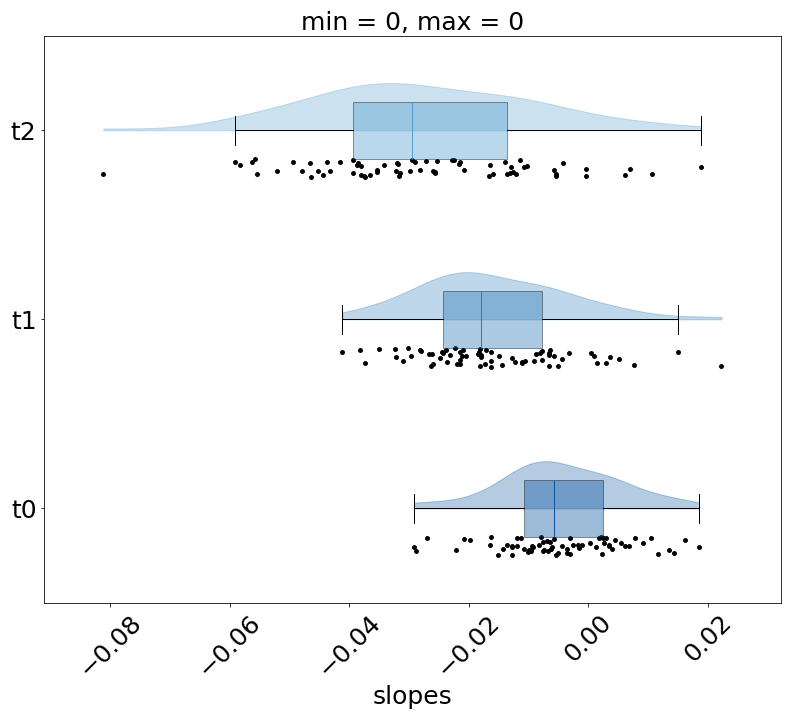 min = 0, max = 0
t2
t1
t0
−0.08
−0.06
−0.04
−0.02
0.00
0.02
slopes